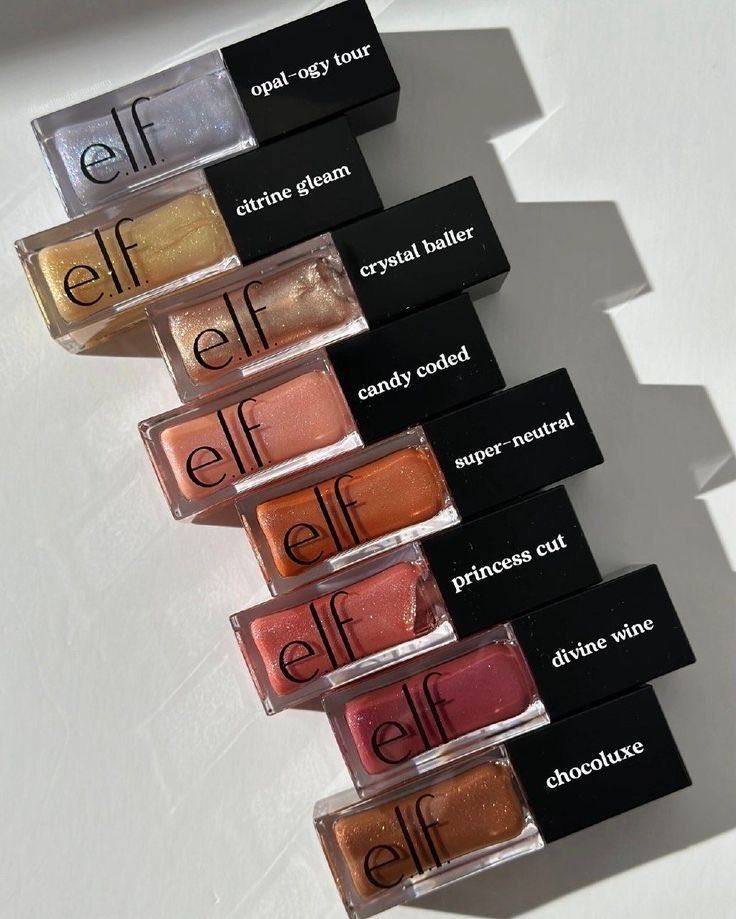 opal-ogy tour
e.l.f.
citrine gleam
e.l.f.
crystal baller
e.l.f.
candy coded
e.l.f.
super-neutral
e.l.f.
princess cut
e.l.f.
divine wine
e.l.f.
chocoluxe
e.l.f.